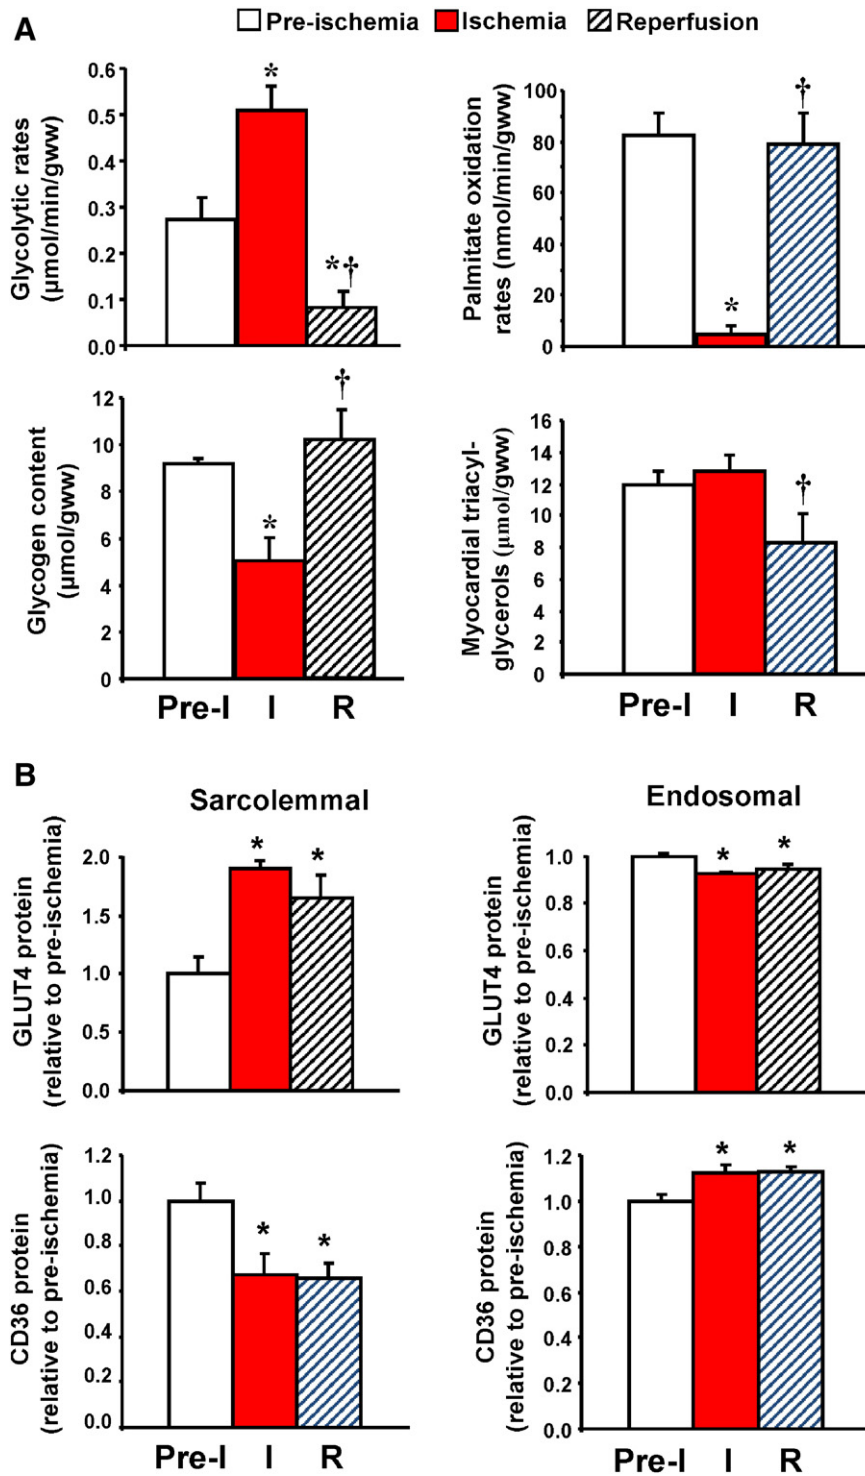 A
Pre-ischemia Ischemia Reperfusion
Glycolytic rates
(µmol/min/gww)
0.6
0.5
0.4
0.3
0.2
0.1
0.0
*
*†
Palmitate oxidation
rates (nmol/min/gww)
100
80
60
40
20
0
*
†
Glycogen content
(µmol/gww)
12
10
8
6
4
2
0
*
†
Pre-I I R
Myocardial triacyl-
glycerols (µmol/gww)
16
14
12
10
8
6
4
2
0
†
Pre-I I R
B
Sarcolemmal
GLUT4 protein
(relative to pre-ischemia)
2.0
1.5
1.0
0.5
0.0
* *
Endosomal
GLUT4 protein
(relative to pre-ischemia)
1.0
0.8
0.6
0.4
0.2
0.0
* *
CD36 protein
(relative to pre-ischemia)
1.2
1.0
0.8
0.6
0.4
0.2
0.0
* *
Pre-I I R
CD36 protein
(relative to pre-ischemia)
1.2
1.0
0.8
0.6
0.4
0.2
0.0
* *
Pre-I I R